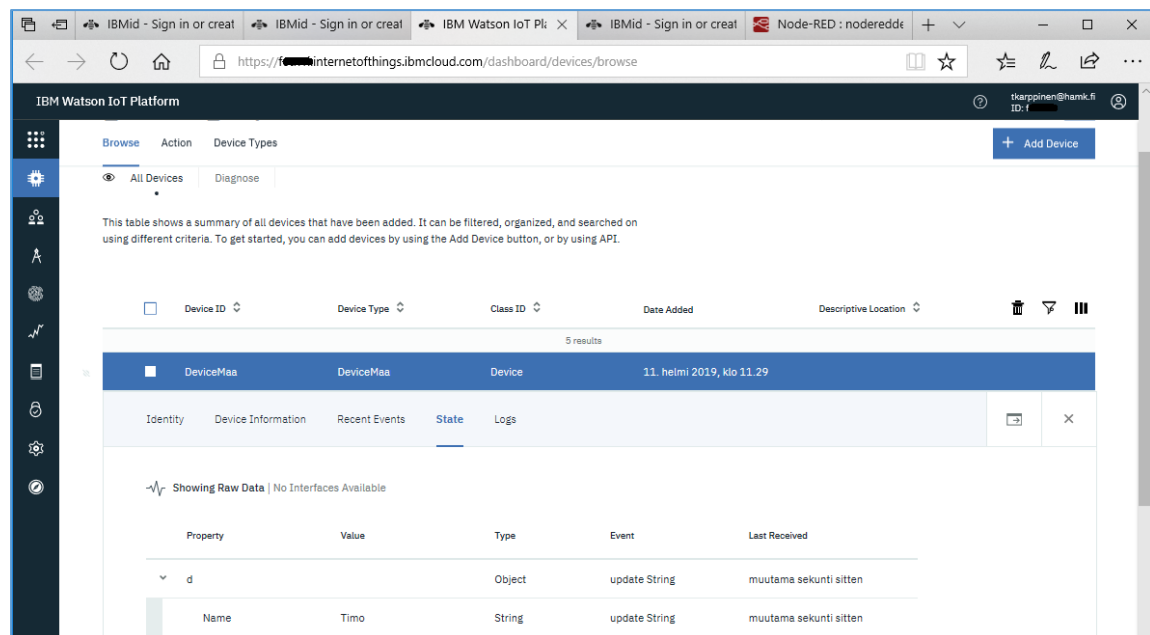 IBMid - Sign in or creat IBMid - Sign in or creat IBM Watson IoT Pl IBMid - Sign in or creat Node-RED : noderedde
https://f internetofthings.ibmcloud.com/dashboard/devices/browse
IBM Watson IoT Platform
tkarppinen@hamk.fi
ID: f
Browse Action Device Types + Add Device
All Devices Diagnose
This table shows a summary of all devices that have been added. It can be filtered, organized, and searched on
using different criteria. To get started, you can add devices by using the Add Device button, or by using API.
Device ID Device Type Class ID Date Added Descriptive Location
5 results
DeviceMaa DeviceMaa Device 11. helmi 2019, klo 11.29
Identity Device Information Recent Events State Logs
Showing Raw Data | No Interfaces Available
Property Value Type Event Last Received
d Object update String muutama sekunti sitten
Name Timo String update String muutama sekunti sitten